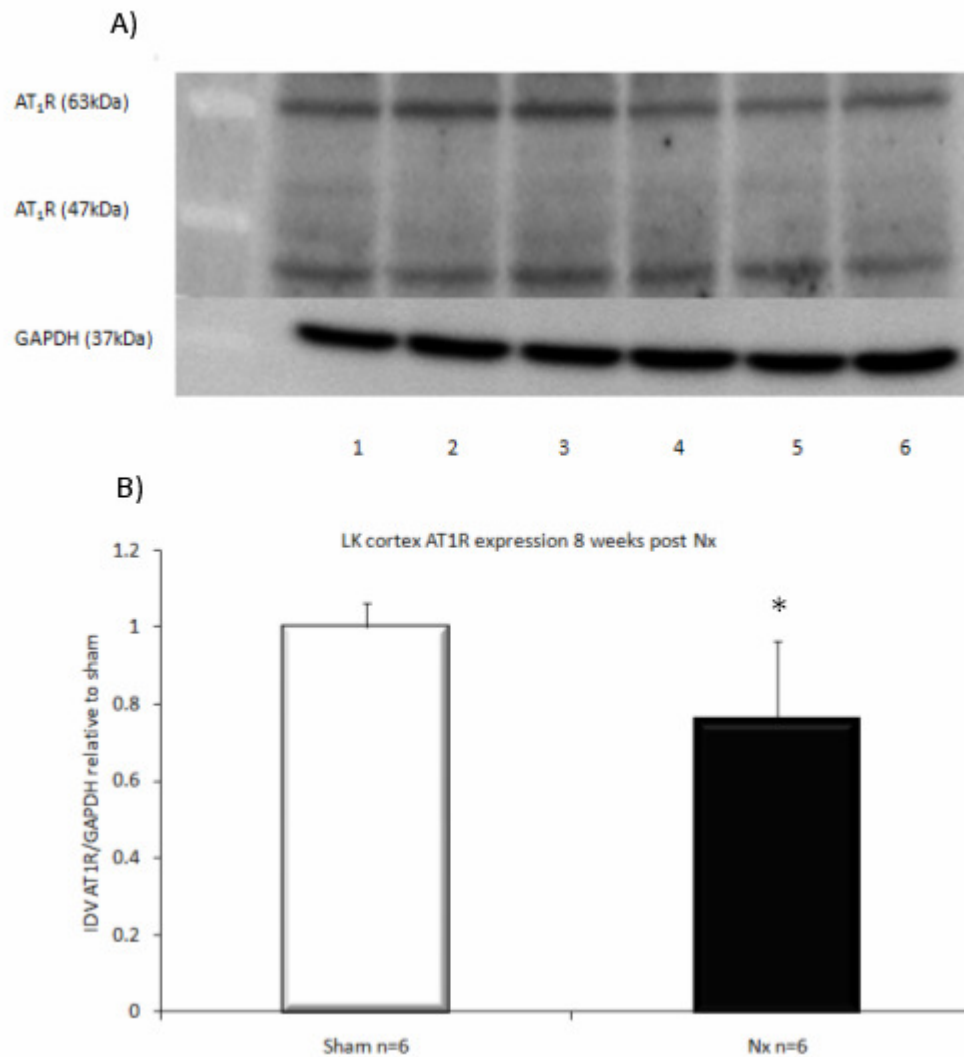 A)
AT₁R (63kDa)
AT₁R (47kDa)
GAPDH (37kDa)
1 2 3 4 5 6
B)
LK cortex AT1R expression 8 weeks post Nx
IDV AT1R/GAPDH relative to sham
1.2
1
0.8
0.6
0.4
0.2
0
*
Sham n=6 Nx n=6